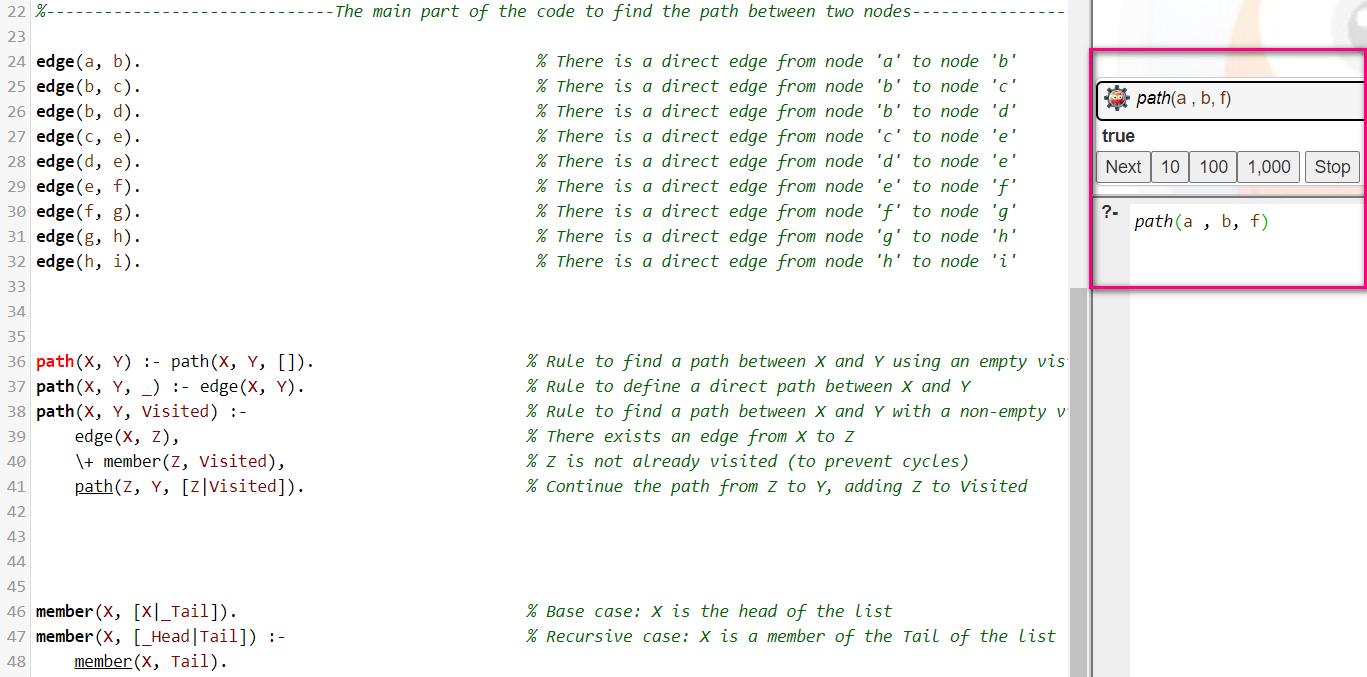 22 %------------------------------The main part of the code to find the path between two nodes----------------
23
24 edge(a, b). % There is a direct edge from node 'a' to node 'b'
25 edge(b, c). % There is a direct edge from node 'b' to node 'c'
26 edge(b, d). % There is a direct edge from node 'b' to node 'd'
27 edge(c, e). % There is a direct edge from node 'c' to node 'e'
28 edge(d, e). % There is a direct edge from node 'd' to node 'e'
29 edge(e, f). % There is a direct edge from node 'e' to node 'f'
30 edge(f, g). % There is a direct edge from node 'f' to node 'g'
31 edge(g, h). % There is a direct edge from node 'g' to node 'h'
32 edge(h, i). % There is a direct edge from node 'h' to node 'i'
33
34
35
36 path(X, Y) :- path(X, Y, []). % Rule to find a path between X and Y using an empty vis
37 path(X, Y, _) :- edge(X, Y). % Rule to define a direct path between X and Y
38 path(X, Y, Visited) :- % Rule to find a path between X and Y with a non-empty v
39 edge(X, Z), % There exists an edge from X to Z
40 \+ member(Z, Visited), % Z is not already visited (to prevent cycles)
41 path(Z, Y, [Z|Visited]). % Continue the path from Z to Y, adding Z to Visited
42
43
44
45
46 member(X, [X|_Tail]). % Base case: X is the head of the list
47 member(X, [_Head|Tail]) :- % Recursive case: X is a member of the Tail of the list
48 member(X, Tail).
path(a , b, f)
true
Next 10 100 1,000 Stop
?- path(a , b, f)